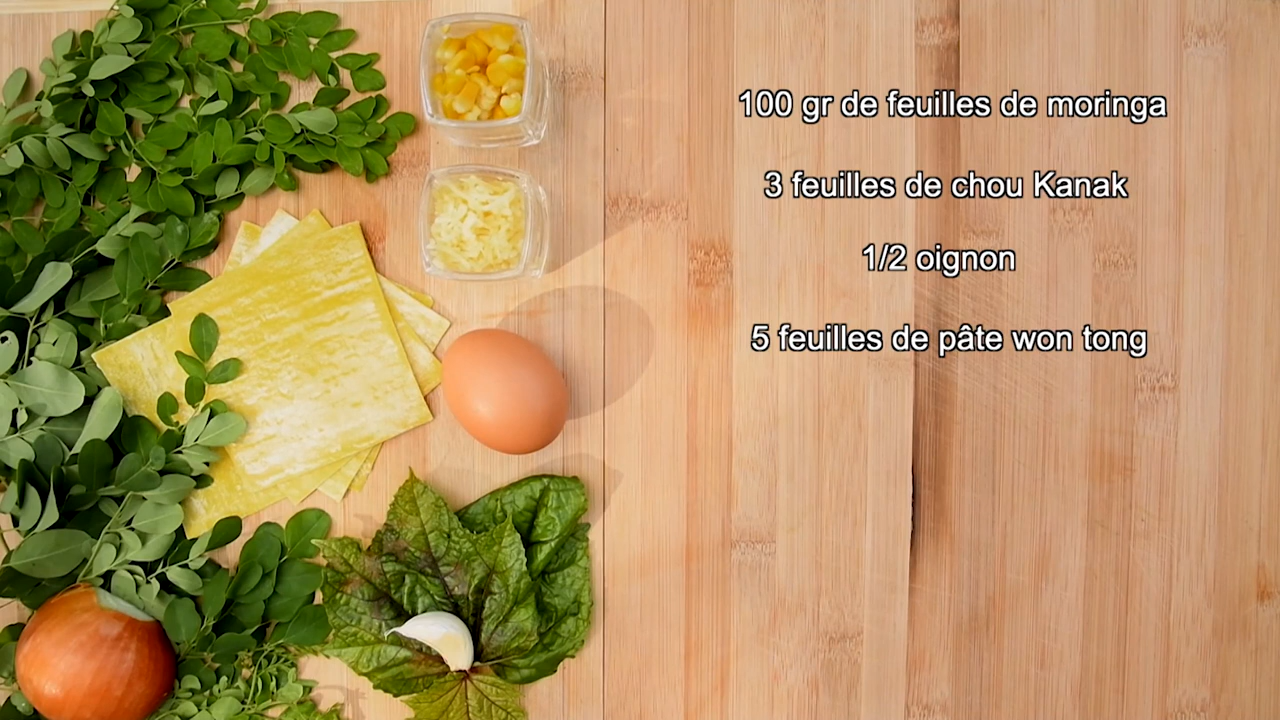 100 gr de feuilles de moringa
3 feuilles de chou Kanak
1/2 oignon
5 feuilles de pâte won tong